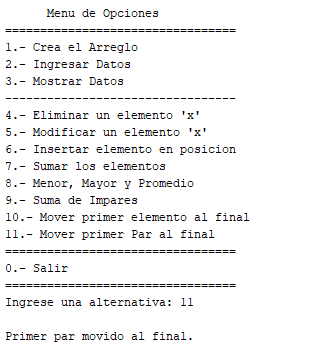 Menu de Opciones
=================================
1.- Crea el Arreglo
2.- Ingresar Datos
3.- Mostrar Datos
---------------------------------
4.- Eliminar un elemento 'x'
5.- Modificar un elemento 'x'
6.- Insertar elemento en posicion
7.- Sumar los elementos
8.- Menor, Mayor y Promedio
9.- Suma de Impares
10.- Mover primer elemento al final
11.- Mover primer Par al final
=================================
0.- Salir
=================================
Ingrese una alternativa: 11
Primer par movido al final.